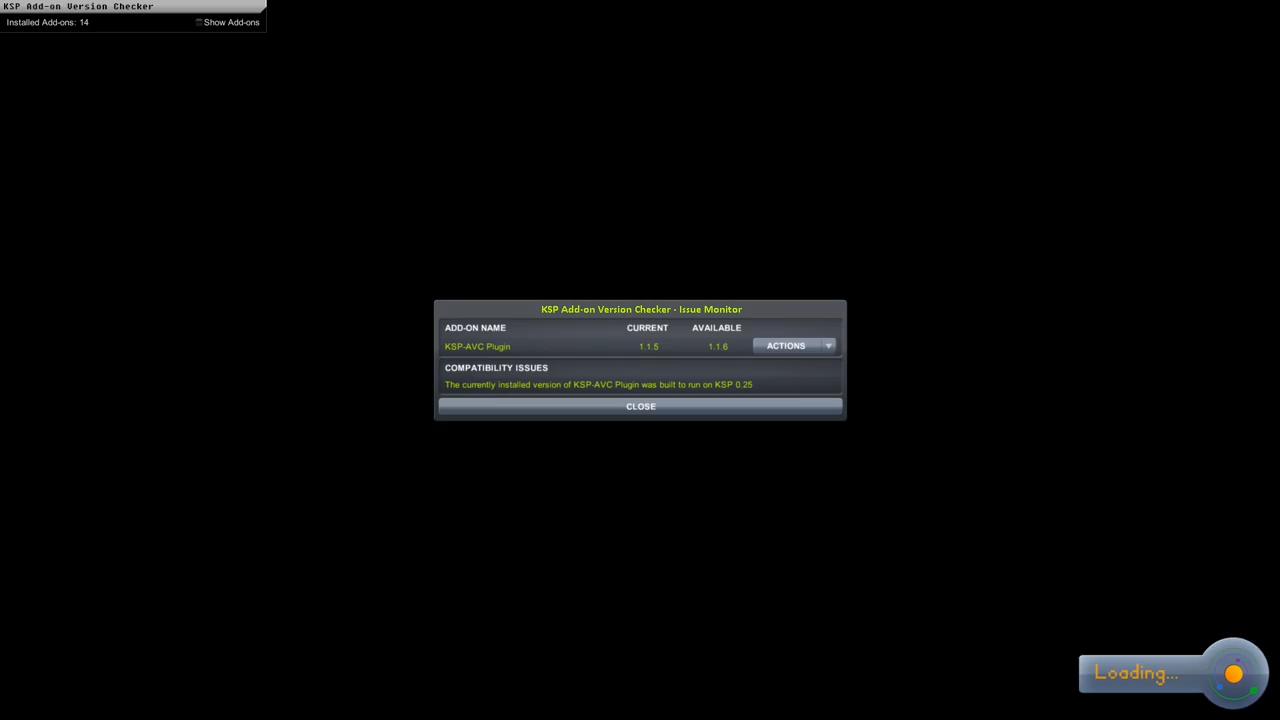 KSP Add-on Version Checker
Installed Add-ons: 14 Show Add-ons
KSP Add-on Version Checker - Issue Monitor
ADD-ON NAME CURRENT AVAILABLE
KSP-AVC Plugin 1.1.5 1.1.6 ACTIONS
COMPATIBILITY ISSUES
The currently installed version of KSP-AVC Plugin was built to run on KSP 0.25
CLOSE
Loading...